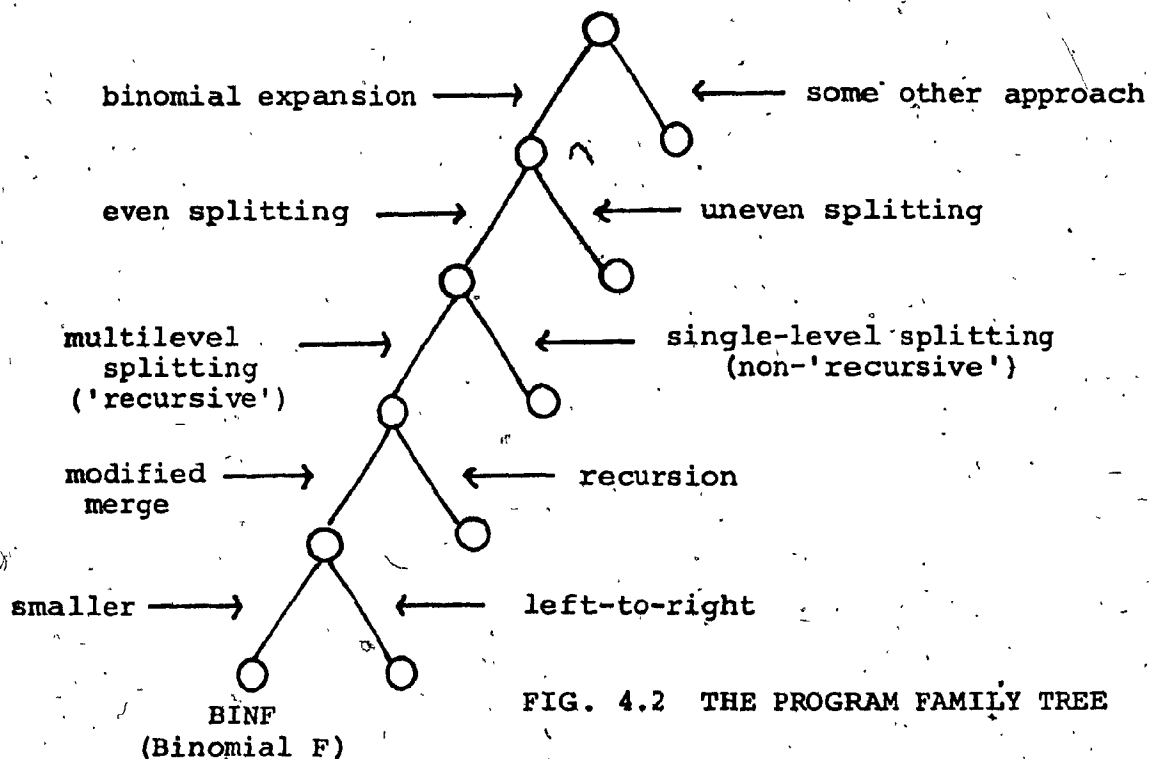 binomial expansion
some other approach
even splitting
uneven splitting
multilevel
splitting
('recursive')
single-level splitting
(non-'recursive')
modified
merge
recursion
smaller
left-to-right
BINF
(Binomial F)
FIG. 4.2 THE PROGRAM FAMILY TREE